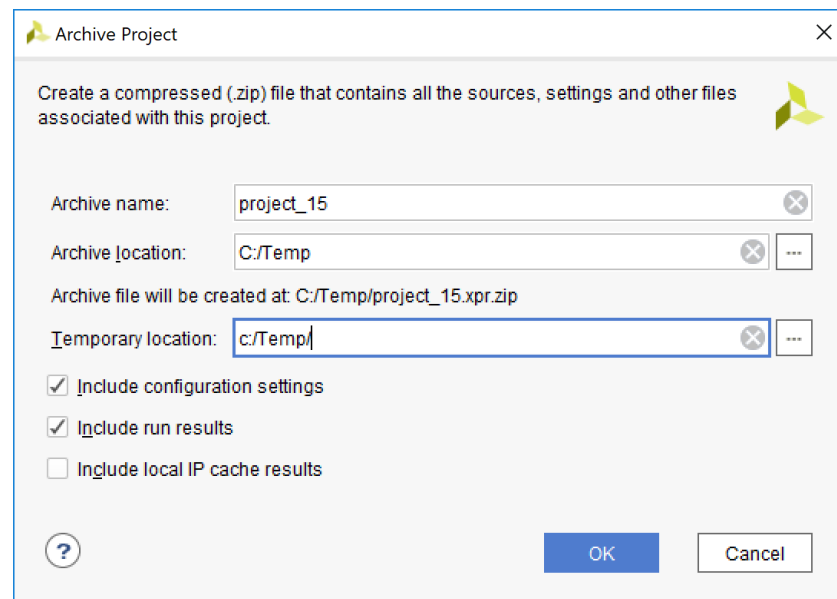 Archive Project
Create a compressed (.zip) file that contains all the sources, settings and other files
associated with this project.
Archive name: project_15
Archive location: C:/Temp ...
Archive file will be created at: C:/Temp/project_15.xpr.zip
Temporary location: c:/Temp/ ...
Include configuration settings
Include run results
Include local IP cache results
? OK Cancel